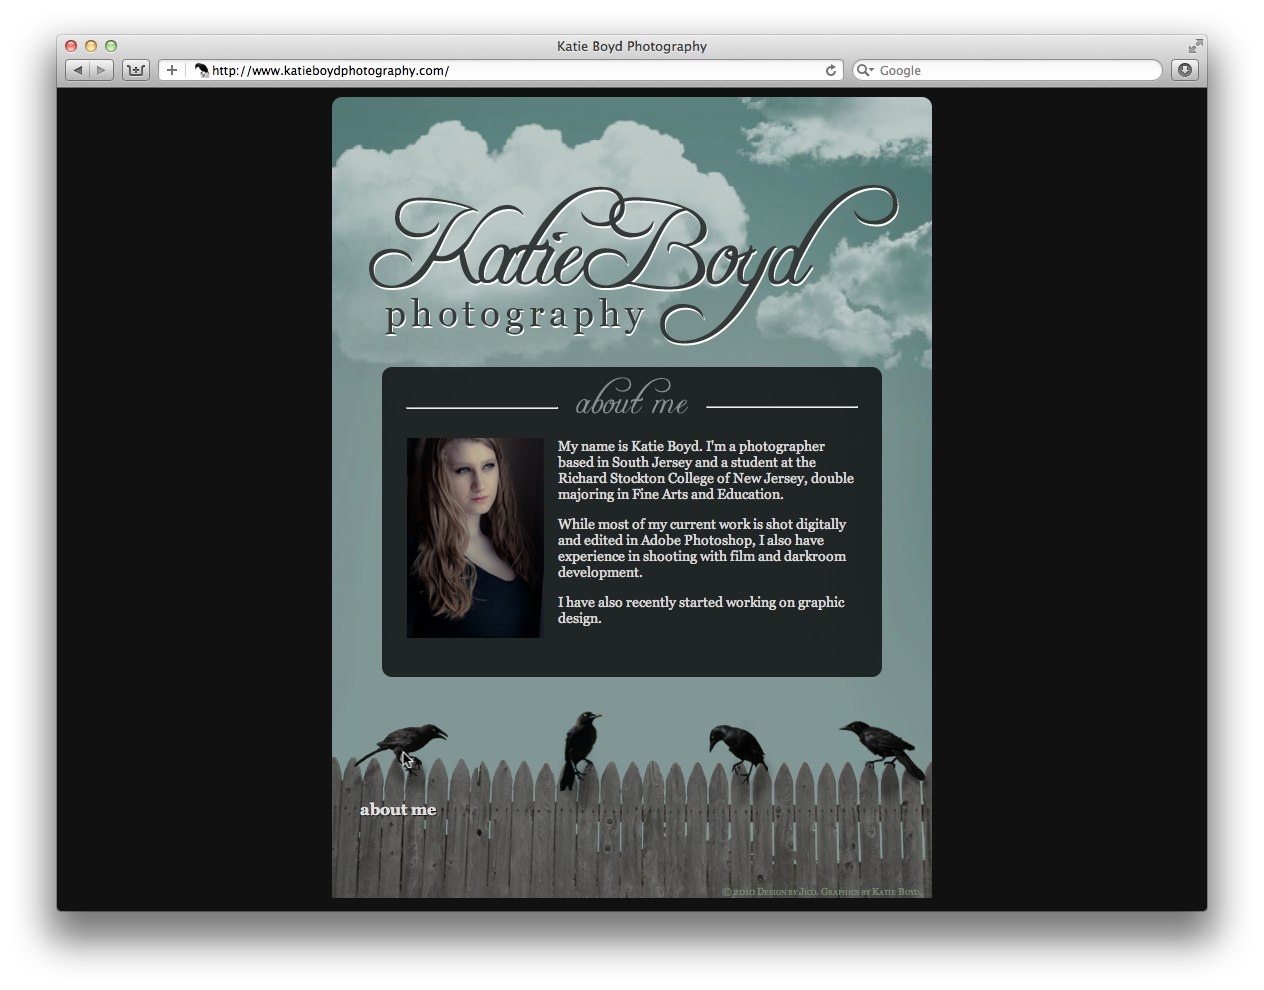 Katie Boyd Photography
http://www.katieboydphotography.com/
Google
Katie Boyd
photography
about me
My name is Katie Boyd. I'm a photographer
based in South Jersey and a student at the
Richard Stockton College of New Jersey, double
majoring in Fine Arts and Education.
While most of my current work is shot digitally
and edited in Adobe Photoshop, I also have
experience in shooting with film and darkroom
development.
I have also recently started working on graphic
design.
about me
© 2010 Design by Jico. Graphics by Katie Boyd.